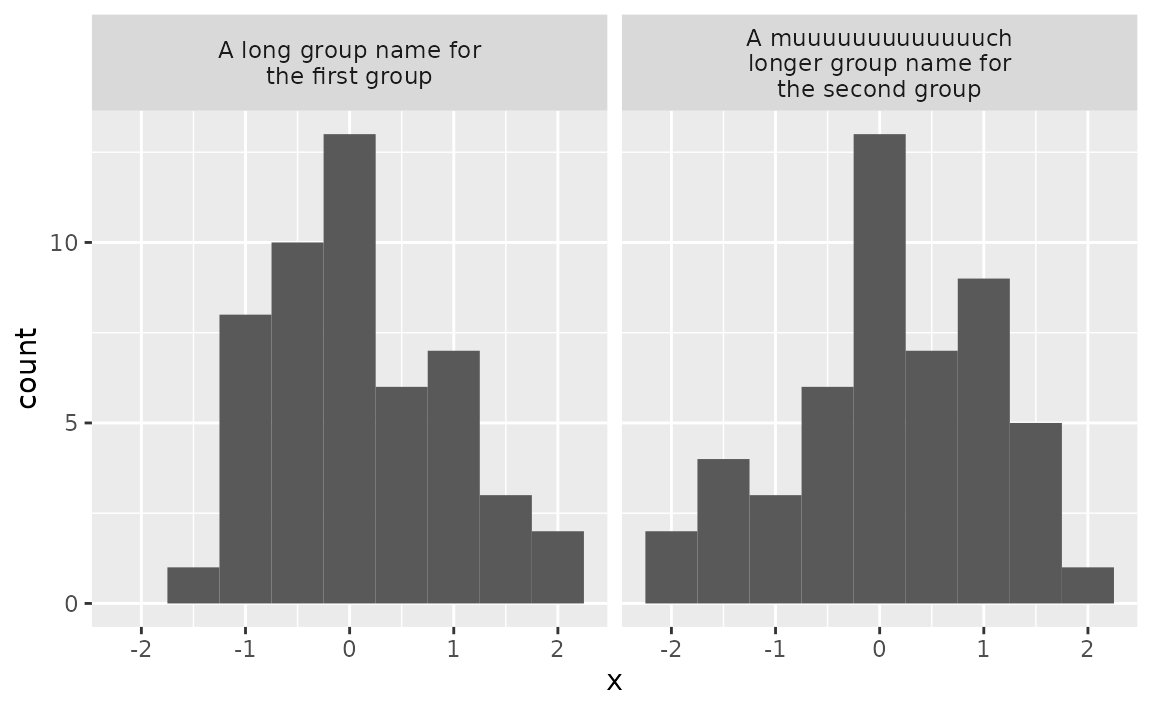 A long group name for
the first group
A muuuuuuuuuuuuuch
longer group name for
the second group
count
10
5
0
-2 -1 0 1 2
-2 -1 0 1 2
x